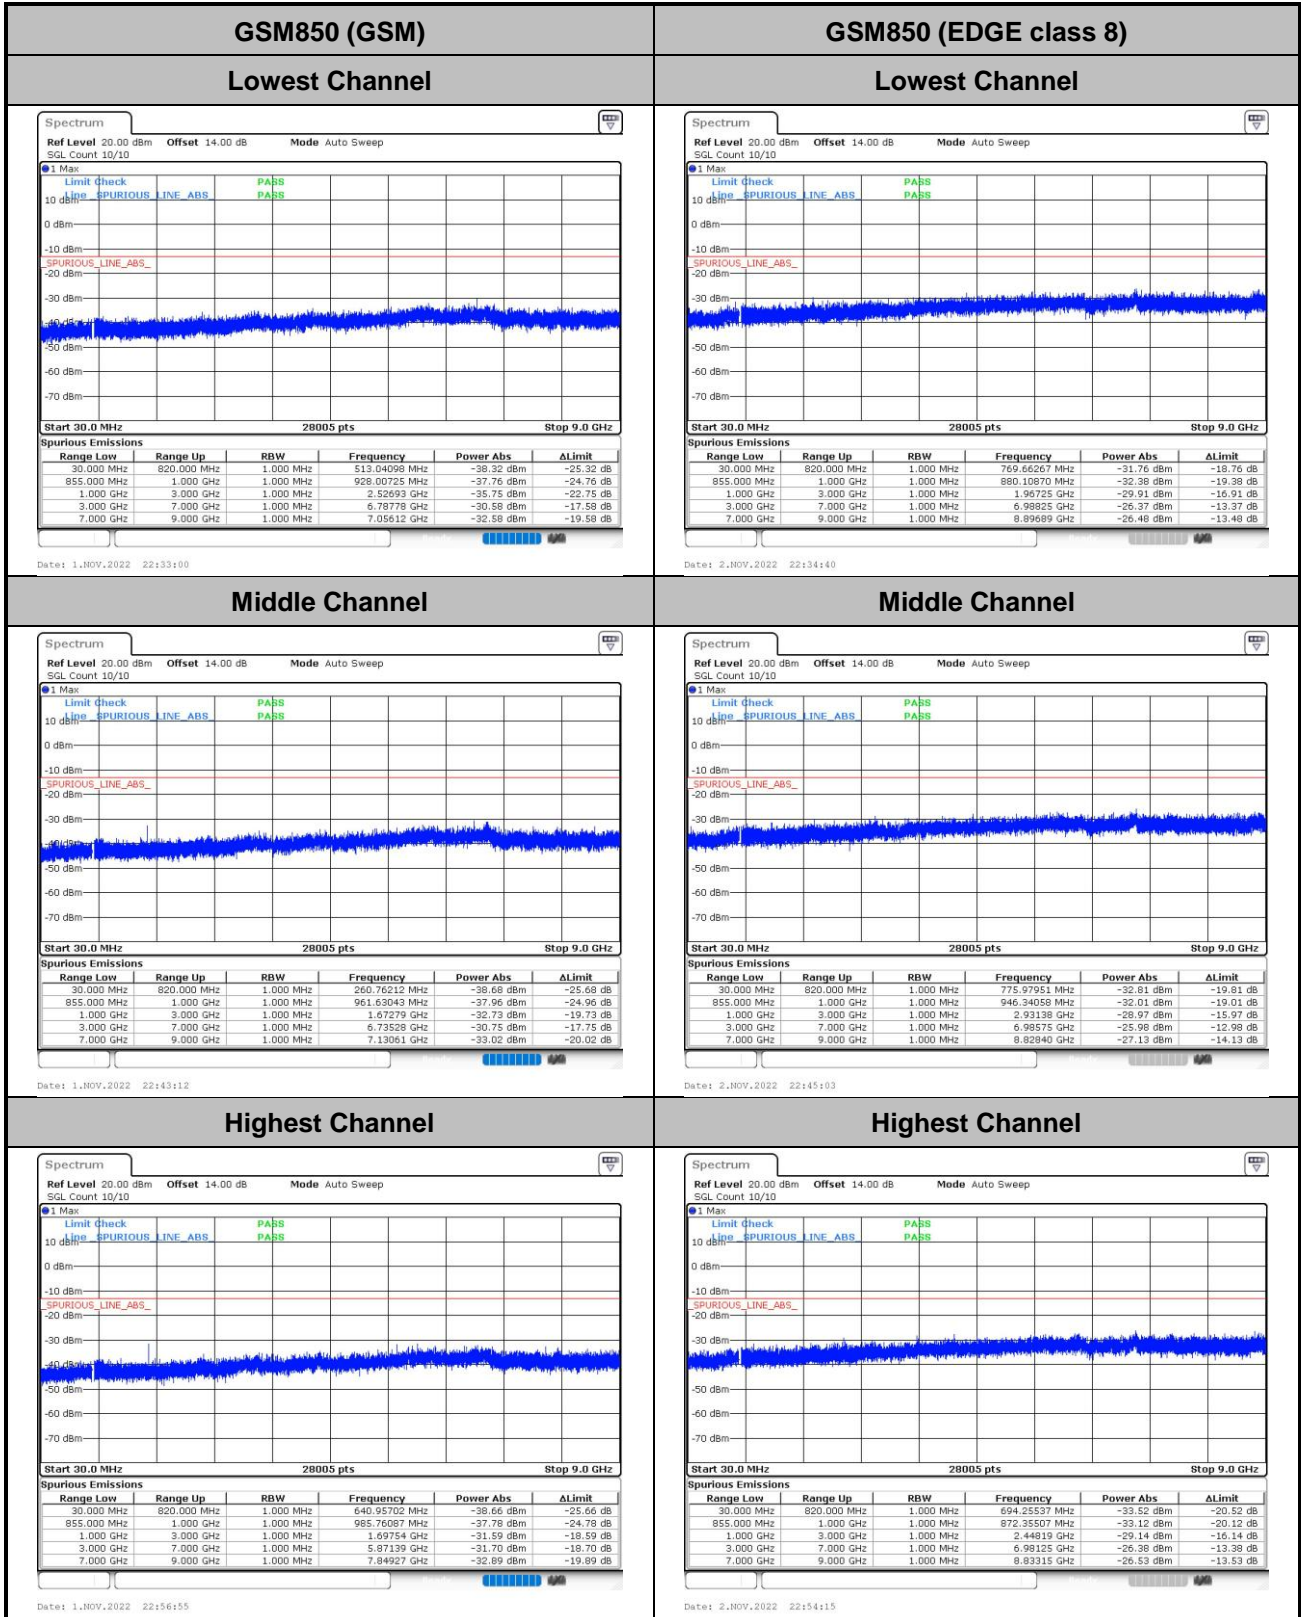 GSM850 (GSM)
GSM850 (EDGE class 8)
Lowest Channel
Lowest Channel
Spectrum
Ref Level 20.00 dBm Offset 14.00 dB Mode Auto Sweep
SGL Count 10/10
1 Max
Limit Check PASS
Line _SPURIOUS_LINE_ABS_ PASS
10 dBm
0 dBm
-10 dBm
_SPURIOUS_LINE_ABS_
-20 dBm
-30 dBm
-40 dBm
-50 dBm
-60 dBm
-70 dBm
Start 30.0 MHz 28005 pts Stop 9.0 GHz
Spurious Emissions
Range Low Range Up RBW Frequency Power Abs ΔLimit
30.000 MHz 820.000 MHz 1.000 MHz 513.04098 MHz -38.32 dBm -25.32 dB
855.000 MHz 1.000 GHz 1.000 MHz 928.00725 MHz -37.76 dBm -24.76 dB
1.000 GHz 3.000 GHz 1.000 MHz 2.52693 GHz -35.75 dBm -22.75 dB
3.000 GHz 7.000 GHz 1.000 MHz 6.78778 GHz -30.58 dBm -17.58 dB
7.000 GHz 9.000 GHz 1.000 MHz 7.05612 GHz -32.58 dBm -19.58 dB
Date: 1.NOV.2022 22:33:00
Spectrum
Ref Level 20.00 dBm Offset 14.00 dB Mode Auto Sweep
SGL Count 10/10
1 Max
Limit Check PASS
Line _SPURIOUS_LINE_ABS_ PASS
10 dBm
0 dBm
-10 dBm
_SPURIOUS_LINE_ABS_
-20 dBm
-30 dBm
-50 dBm
-60 dBm
-70 dBm
Start 30.0 MHz 28005 pts Stop 9.0 GHz
Spurious Emissions
Range Low Range Up RBW Frequency Power Abs ΔLimit
30.000 MHz 820.000 MHz 1.000 MHz 769.66267 MHz -31.76 dBm -18.76 dB
855.000 MHz 1.000 GHz 1.000 MHz 880.10870 MHz -32.38 dBm -19.38 dB
1.000 GHz 3.000 GHz 1.000 MHz 1.96725 GHz -29.91 dBm -16.91 dB
3.000 GHz 7.000 GHz 1.000 MHz 6.98825 GHz -26.37 dBm -13.37 dB
7.000 GHz 9.000 GHz 1.000 MHz 8.89689 GHz -26.48 dBm -13.48 dB
Date: 2.NOV.2022 22:34:40
Middle Channel
Middle Channel
Spectrum
Ref Level 20.00 dBm Offset 14.00 dB Mode Auto Sweep
SGL Count 10/10
1 Max
Limit Check PASS
Line _SPURIOUS_LINE_ABS_ PASS
10 dBm
0 dBm
-10 dBm
_SPURIOUS_LINE_ABS_
-20 dBm
-30 dBm
-40 dBm
-50 dBm
-60 dBm
-70 dBm
Start 30.0 MHz 28005 pts Stop 9.0 GHz
Spurious Emissions
Range Low Range Up RBW Frequency Power Abs ΔLimit
30.000 MHz 820.000 MHz 1.000 MHz 260.76212 MHz -38.68 dBm -25.68 dB
855.000 MHz 1.000 GHz 1.000 MHz 961.63043 MHz -37.96 dBm -24.96 dB
1.000 GHz 3.000 GHz 1.000 MHz 1.67279 GHz -32.73 dBm -19.73 dB
3.000 GHz 7.000 GHz 1.000 MHz 6.73528 GHz -30.75 dBm -17.75 dB
7.000 GHz 9.000 GHz 1.000 MHz 7.13061 GHz -33.02 dBm -20.02 dB
Date: 1.NOV.2022 22:43:12
Spectrum
Ref Level 20.00 dBm Offset 14.00 dB Mode Auto Sweep
SGL Count 10/10
1 Max
Limit Check PASS
Line _SPURIOUS_LINE_ABS_ PASS
10 dBm
0 dBm
-10 dBm
_SPURIOUS_LINE_ABS_
-20 dBm
-30 dBm
-50 dBm
-60 dBm
-70 dBm
Start 30.0 MHz 28005 pts Stop 9.0 GHz
Spurious Emissions
Range Low Range Up RBW Frequency Power Abs ΔLimit
30.000 MHz 820.000 MHz 1.000 MHz 775.97951 MHz -32.81 dBm -19.81 dB
855.000 MHz 1.000 GHz 1.000 MHz 946.34058 MHz -32.01 dBm -19.01 dB
1.000 GHz 3.000 GHz 1.000 MHz 2.93138 GHz -28.97 dBm -15.97 dB
3.000 GHz 7.000 GHz 1.000 MHz 6.98575 GHz -25.98 dBm -12.98 dB
7.000 GHz 9.000 GHz 1.000 MHz 8.82840 GHz -27.13 dBm -14.13 dB
Date: 2.NOV.2022 22:45:03
Highest Channel
Highest Channel
Spectrum
Ref Level 20.00 dBm Offset 14.00 dB Mode Auto Sweep
SGL Count 10/10
1 Max
Limit Check PASS
Line _SPURIOUS_LINE_ABS_ PASS
10 dBm
0 dBm
-10 dBm
_SPURIOUS_LINE_ABS_
-20 dBm
-30 dBm
-40 dBm
-50 dBm
-60 dBm
-70 dBm
Start 30.0 MHz 28005 pts Stop 9.0 GHz
Spurious Emissions
Range Low Range Up RBW Frequency Power Abs ΔLimit
30.000 MHz 820.000 MHz 1.000 MHz 640.95702 MHz -38.66 dBm -25.66 dB
855.000 MHz 1.000 GHz 1.000 MHz 985.76087 MHz -37.78 dBm -24.78 dB
1.000 GHz 3.000 GHz 1.000 MHz 1.69754 GHz -31.59 dBm -18.59 dB
3.000 GHz 7.000 GHz 1.000 MHz 5.87139 GHz -31.70 dBm -18.70 dB
7.000 GHz 9.000 GHz 1.000 MHz 7.84927 GHz -32.89 dBm -19.89 dB
Date: 1.NOV.2022 22:56:55
Spectrum
Ref Level 20.00 dBm Offset 14.00 dB Mode Auto Sweep
SGL Count 10/10
1 Max
Limit Check PASS
Line _SPURIOUS_LINE_ABS_ PASS
10 dBm
0 dBm
-10 dBm
_SPURIOUS_LINE_ABS_
-20 dBm
-30 dBm
-50 dBm
-60 dBm
-70 dBm
Start 30.0 MHz 28005 pts Stop 9.0 GHz
Spurious Emissions
Range Low Range Up RBW Frequency Power Abs ΔLimit
30.000 MHz 820.000 MHz 1.000 MHz 694.25537 MHz -33.52 dBm -20.52 dB
855.000 MHz 1.000 GHz 1.000 MHz 872.35507 MHz -33.12 dBm -20.12 dB
1.000 GHz 3.000 GHz 1.000 MHz 2.44819 GHz -29.14 dBm -16.14 dB
3.000 GHz 7.000 GHz 1.000 MHz 6.98125 GHz -26.38 dBm -13.38 dB
7.000 GHz 9.000 GHz 1.000 MHz 8.83315 GHz -26.53 dBm -13.53 dB
Date: 2.NOV.2022 22:54:15